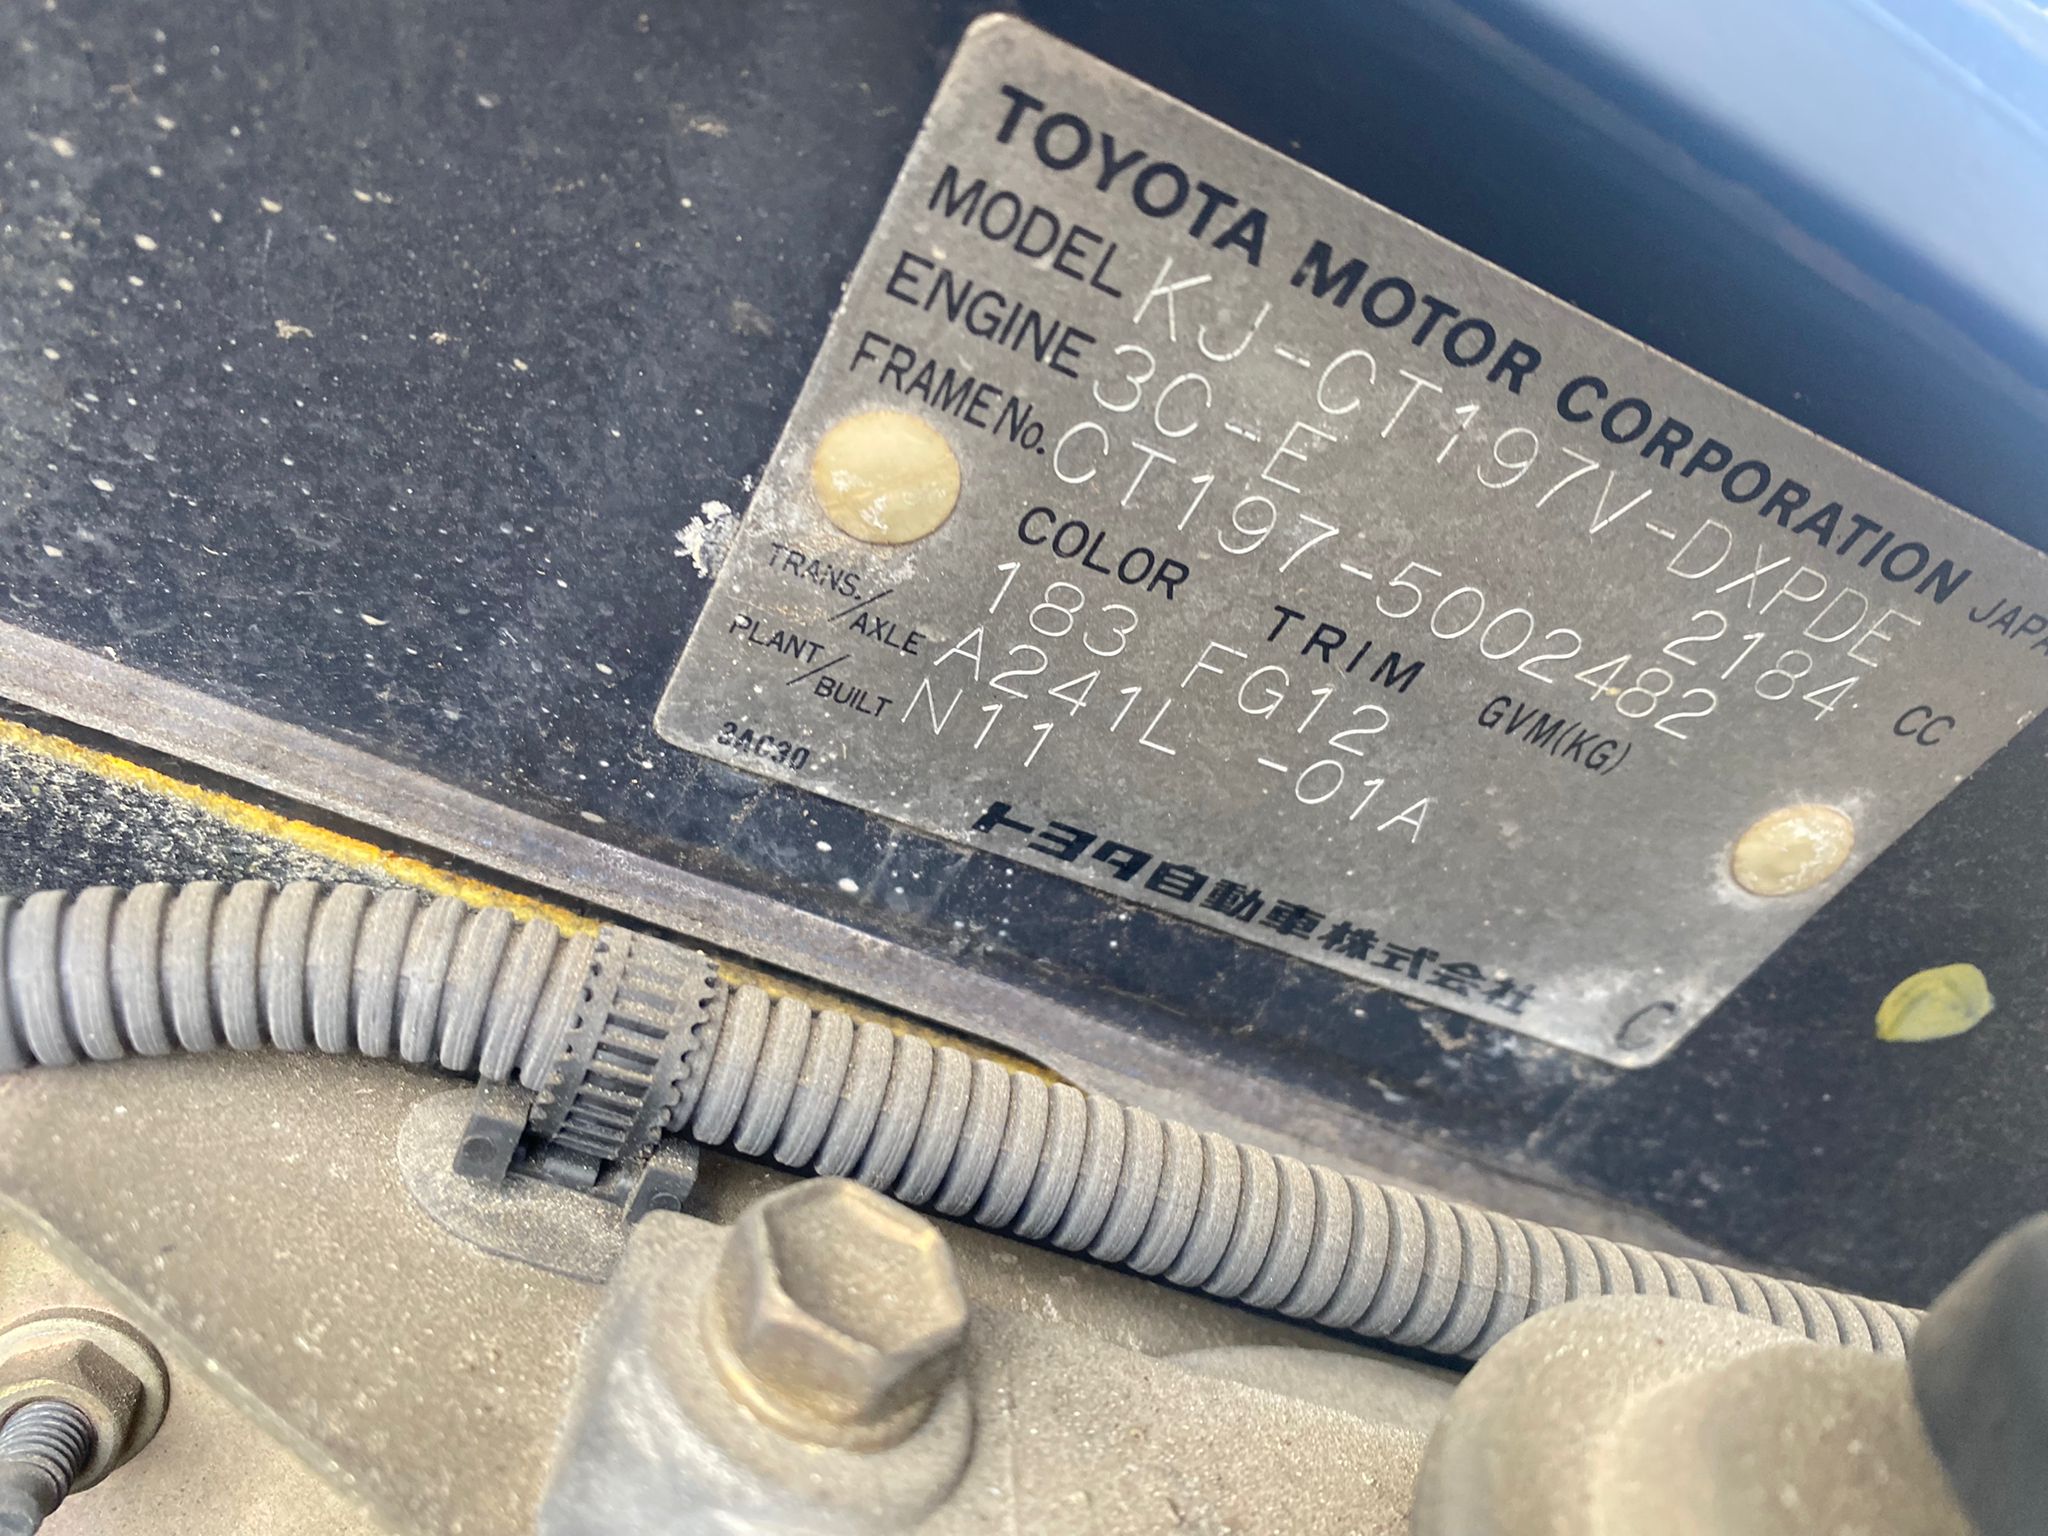 TOYOTA MOTOR CORPORATION JAPA
MODEL KJ-CT197V-DXPDE
ENGINE 3C-E 2184 CC
FRAME No. CT197-5002482
COLOR TRIM GVM(KG)
183 FG12
TRANS./AXLE A241L -01A
PLANT/BUILT N11
2AC30
トヨタ自動車株式会社 C